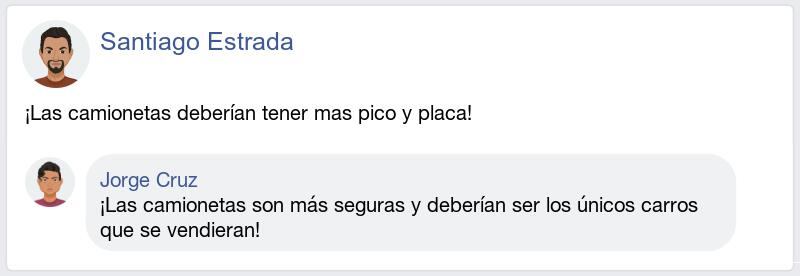 Santiago Estrada
¡Las camionetas deberían tener mas pico y placa!
Jorge Cruz
¡Las camionetas son más seguras y deberían ser los únicos carros
que se vendieran!